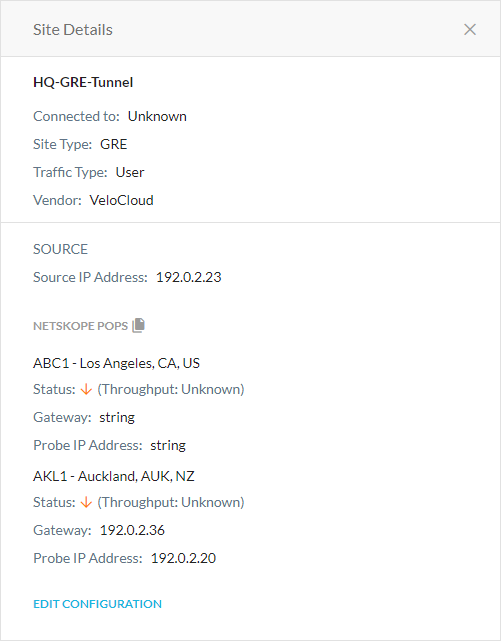 Site Details
HQ-GRE-Tunnel
Connected to: Unknown
Site Type: GRE
Traffic Type: User
Vendor: VeloCloud
SOURCE
Source IP Address: 192.0.2.23
NETSKOPE POPS
ABC1 - Los Angeles, CA, US
Status: ↓ (Throughput: Unknown)
Gateway: string
Probe IP Address: string
AKL1 - Auckland, AUK, NZ
Status: ↓ (Throughput: Unknown)
Gateway: 192.0.2.36
Probe IP Address: 192.0.2.20
EDIT CONFIGURATION